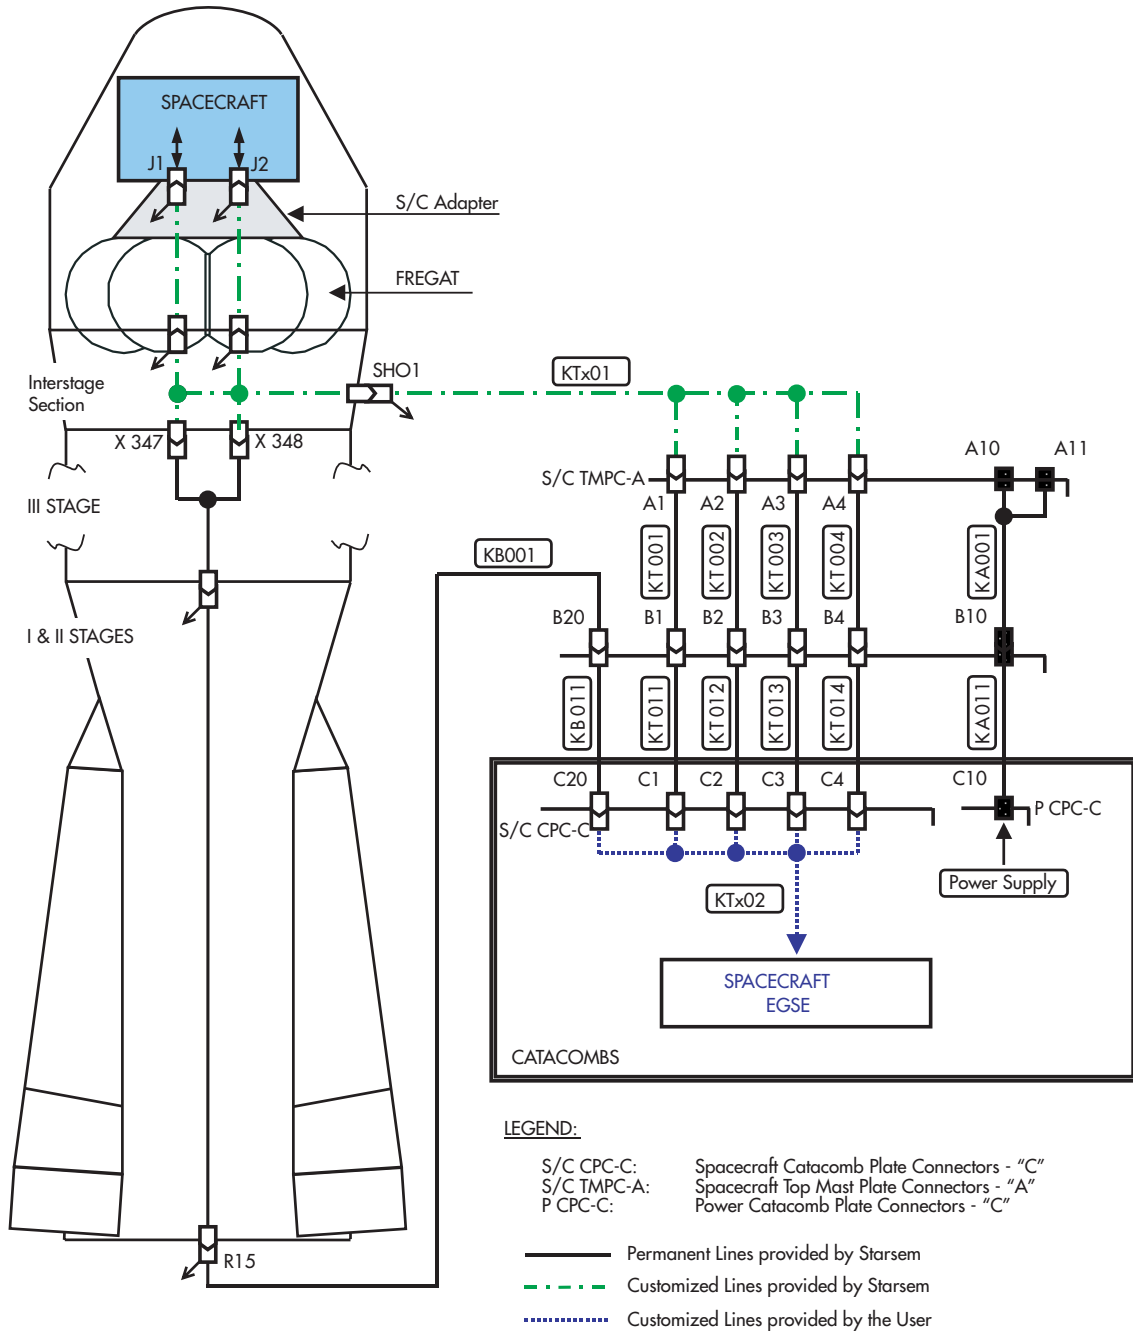 SPACECRAFT
J1
J2
S/C Adapter
FREGAT
SHO1
KTx01
Interstage
Section
X 347
X 348
A10
A11
S/C TMPC-A
III STAGE
A1
A2
A3
A4
KT001
KT002
KT003
KT004
KA001
KB001
I & II STAGES
B20
B1
B2
B3
B4
B10
KB011
KT011
KT012
KT013
KT014
KA011
C20
C1
C2
C3
C4
C10
S/C CPC-C
P CPC-C
KTx02
Power Supply
SPACECRAFT
EGSE
CATACOMBS
LEGEND:
S/C CPC-C: Spacecraft Catacomb Plate Connectors - “C”
S/C TMPC-A: Spacecraft Top Mast Plate Connectors - “A”
P CPC-C: Power Catacomb Plate Connectors - “C”
R15
Permanent Lines provided by Starsem
Customized Lines provided by Starsem
Customized Lines provided by the User